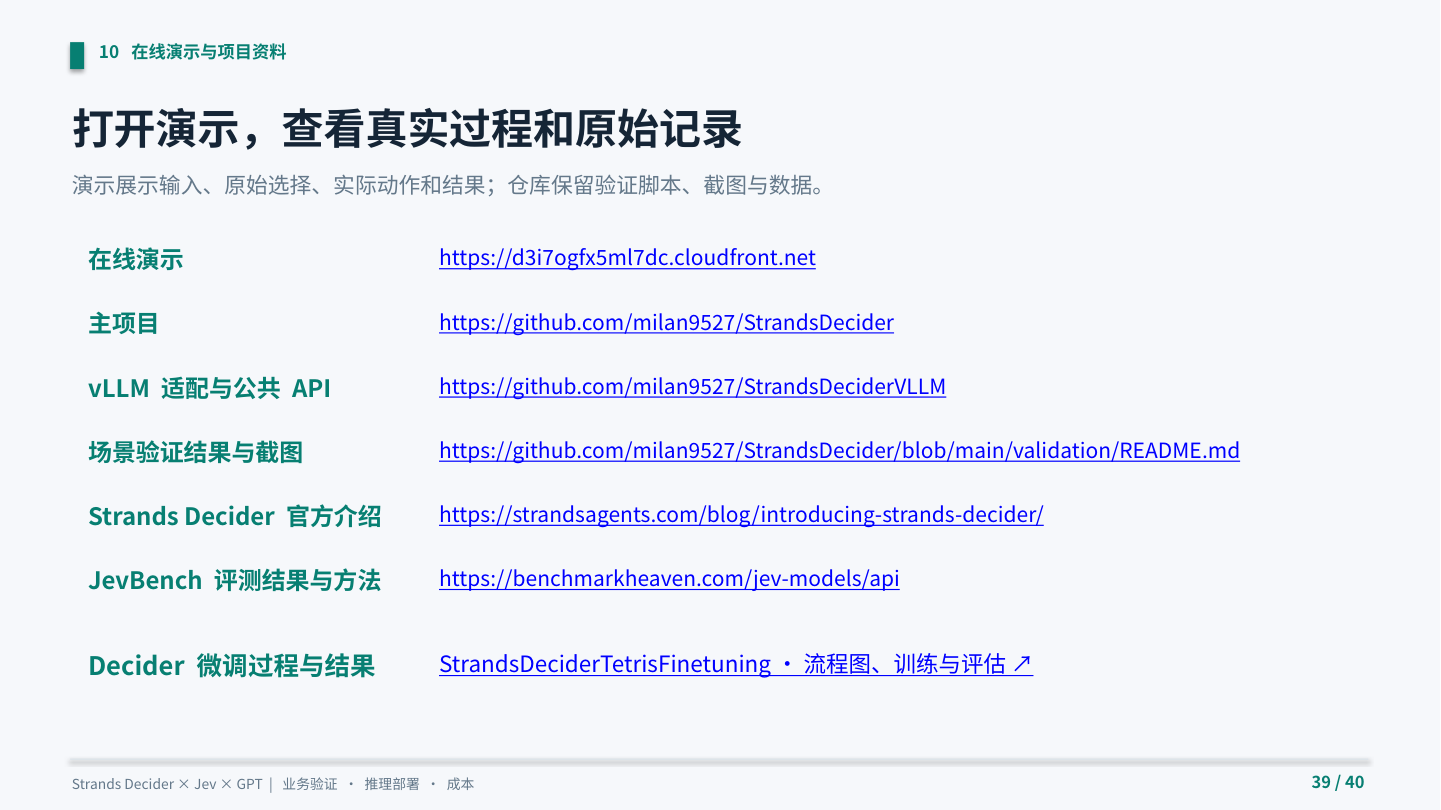 10 在线演示与项目资料
打开演示，查看真实过程和原始记录
演示展示输入、原始选择、实际动作和结果；仓库保留验证脚本、截图与数据。
在线演示 https://d3i7ogfx5ml7dc.cloudfront.net
主项目 https://github.com/milan9527/StrandsDecider
vLLM 适配与公共 API https://github.com/milan9527/StrandsDeciderVLLM
场景验证结果与截图 https://github.com/milan9527/StrandsDecider/blob/main/validation/README.md
Strands Decider 官方介绍 https://strandsagents.com/blog/introducing-strands-decider/
JevBench 评测结果与方法 https://benchmarkheaven.com/jev-models/api
Decider 微调过程与结果 StrandsDeciderTetrisFinetuning · 流程图、训练与评估 ↗
Strands Decider × Jev × GPT | 业务验证 · 推理部署 · 成本 39 / 40